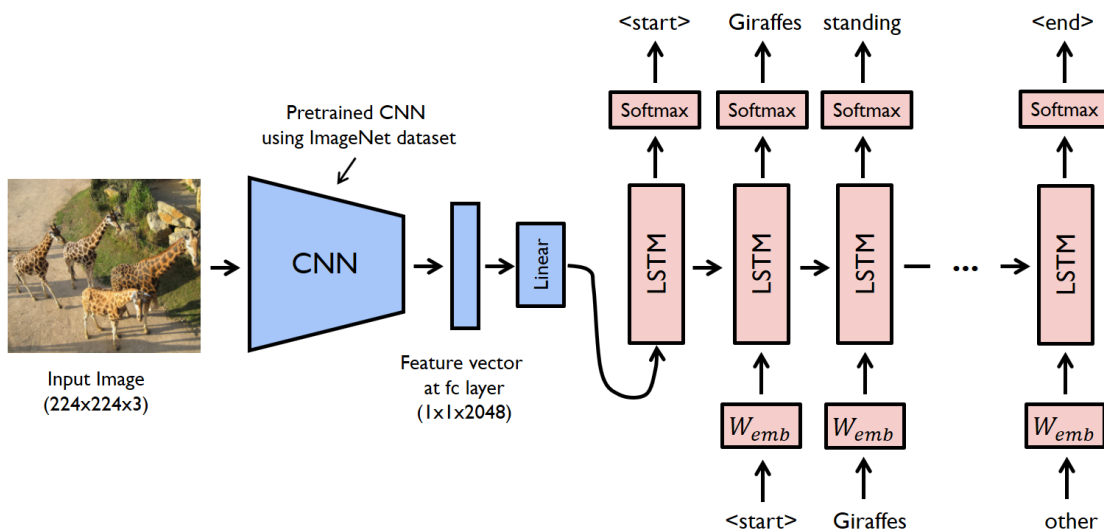 <start> Giraffes standing <end>
Softmax Softmax Softmax Softmax
Pretrained CNN
using ImageNet dataset
CNN
Linear
LSTM LSTM LSTM ... LSTM
Input Image
(224x224x3)
Feature vector
at fc layer
(1x1x2048)
W_emb W_emb W_emb
<start> Giraffes other